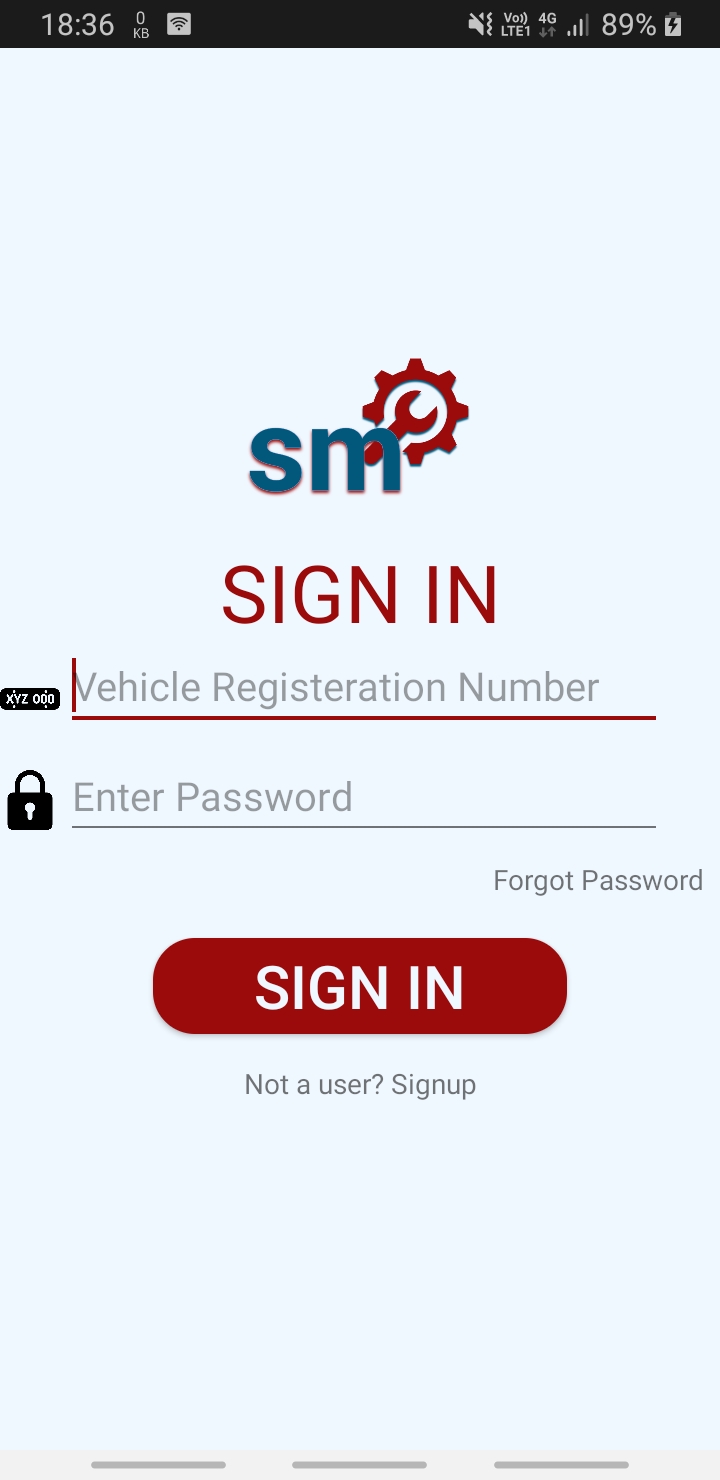 18:36 0 KB Vo)) LTE1 4G 89%
sm
SIGN IN
Vehicle Registeration Number
XYZ 000
Enter Password
Forgot Password
SIGN IN
Not a user? Signup